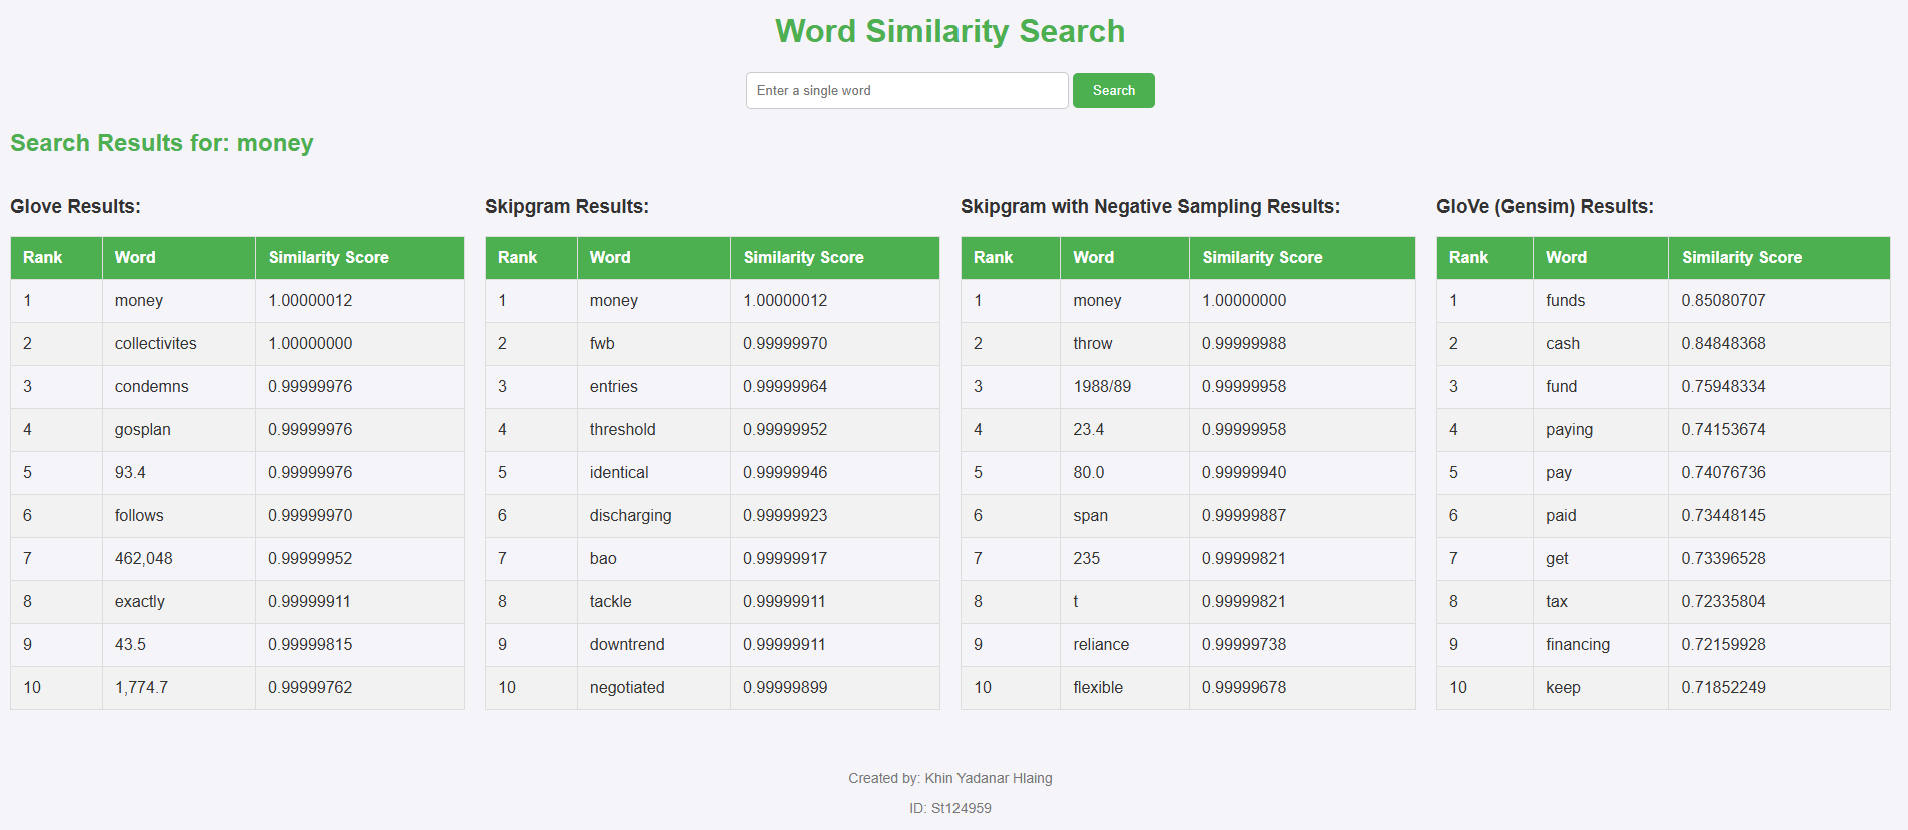 Word Similarity Search
Enter a single word
Search
Search Results for: money
Glove Results:
Rank Word Similarity Score
1 money 1.00000012
2 collectivites 1.00000000
3 condemns 0.99999976
4 gosplan 0.99999976
5 93.4 0.99999976
6 follows 0.99999970
7 462,048 0.99999952
8 exactly 0.99999911
9 43.5 0.99999815
10 1,774.7 0.99999762
Skipgram Results:
Rank Word Similarity Score
1 money 1.00000012
2 fwb 0.99999970
3 entries 0.99999964
4 threshold 0.99999952
5 identical 0.99999946
6 discharging 0.99999923
7 bao 0.99999917
8 tackle 0.99999911
9 downtrend 0.99999911
10 negotiated 0.99999899
Skipgram with Negative Sampling Results:
Rank Word Similarity Score
1 money 1.00000000
2 throw 0.99999988
3 1988/89 0.99999958
4 23.4 0.99999958
5 80.0 0.99999940
6 span 0.99999887
7 235 0.99999821
8 t 0.99999821
9 reliance 0.99999738
10 flexible 0.99999678
GloVe (Gensim) Results:
Rank Word Similarity Score
1 funds 0.85080707
2 cash 0.84848368
3 fund 0.75948334
4 paying 0.74153674
5 pay 0.74076736
6 paid 0.73448145
7 get 0.73396528
8 tax 0.72335804
9 financing 0.72159928
10 keep 0.71852249
Created by: Khin Yadanar Hlaing
ID: St124959